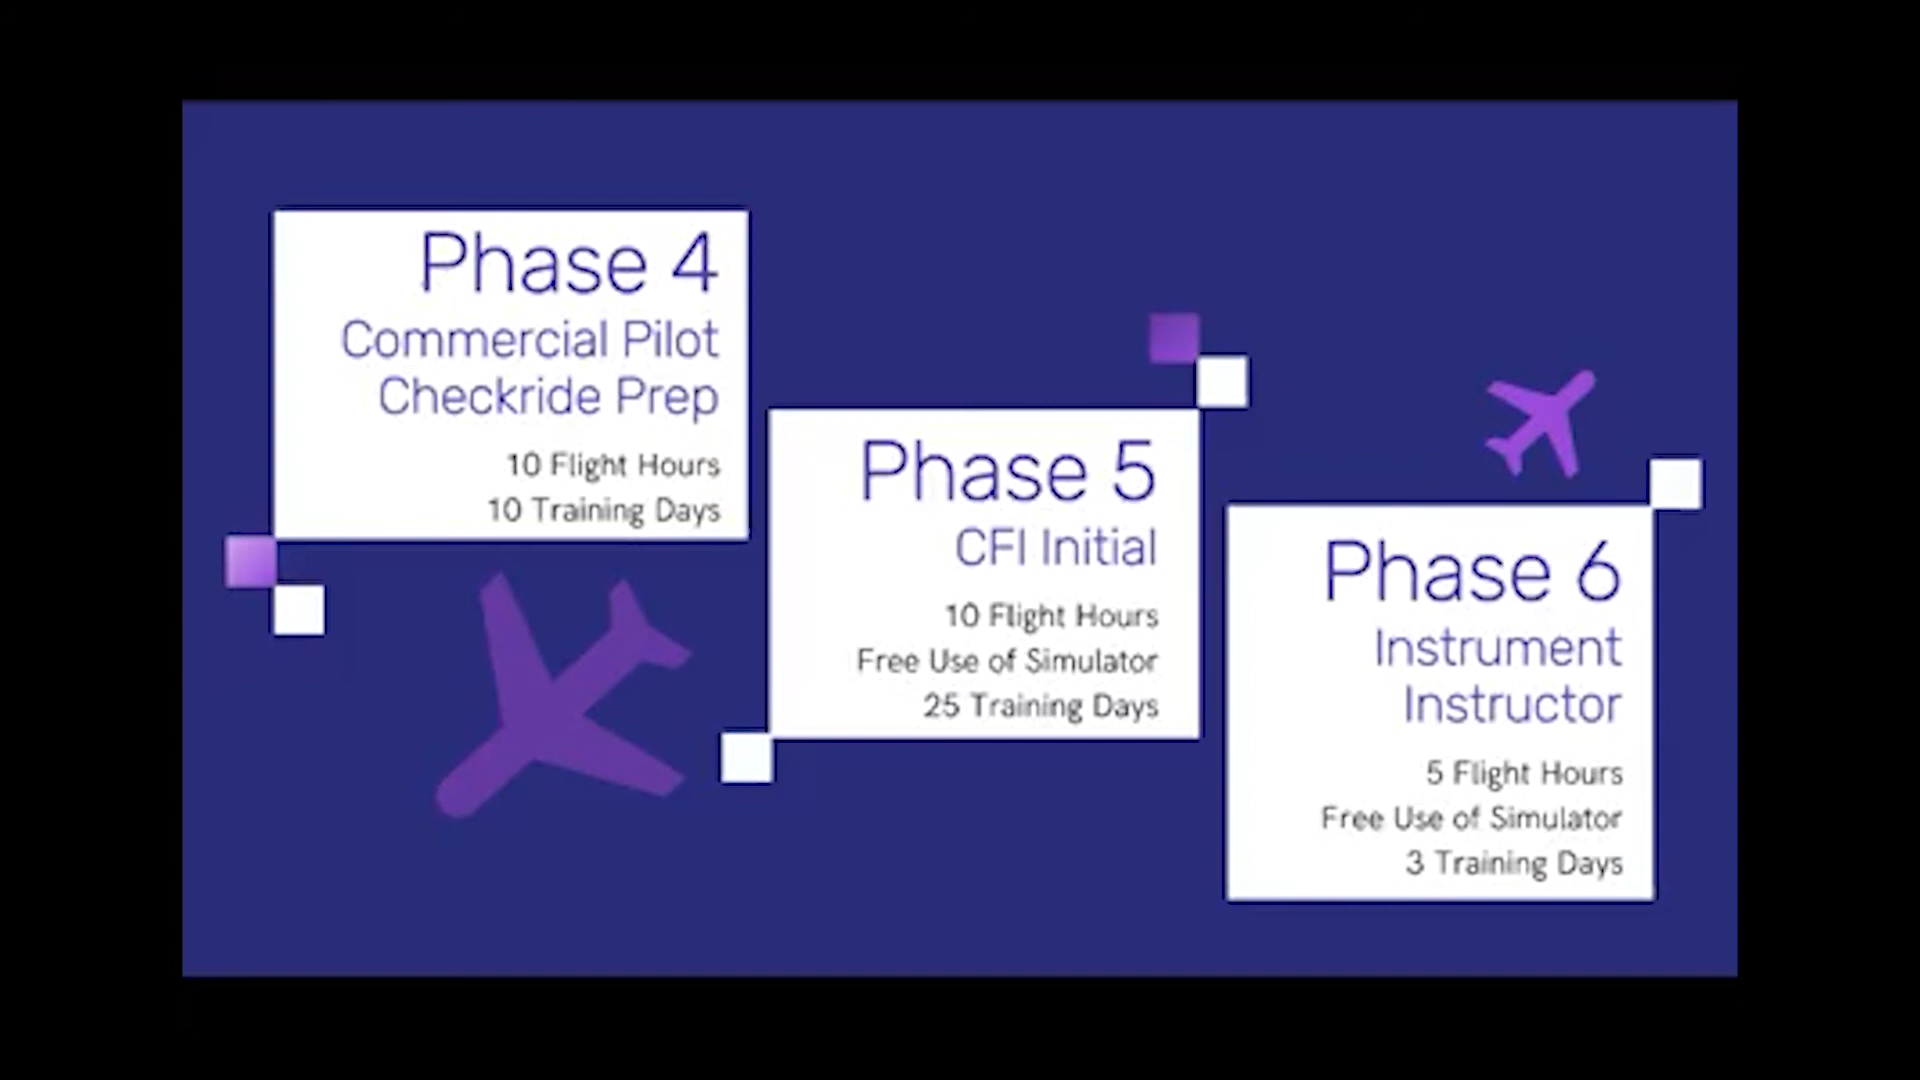 Phase 4
Commercial Pilot
Checkride Prep
10 Flight Hours
10 Training Days
Phase 5
CFI Initial
10 Flight Hours
Free Use of Simulator
25 Training Days
Phase 6
Instrument
Instructor
5 Flight Hours
Free Use of Simulator
3 Training Days